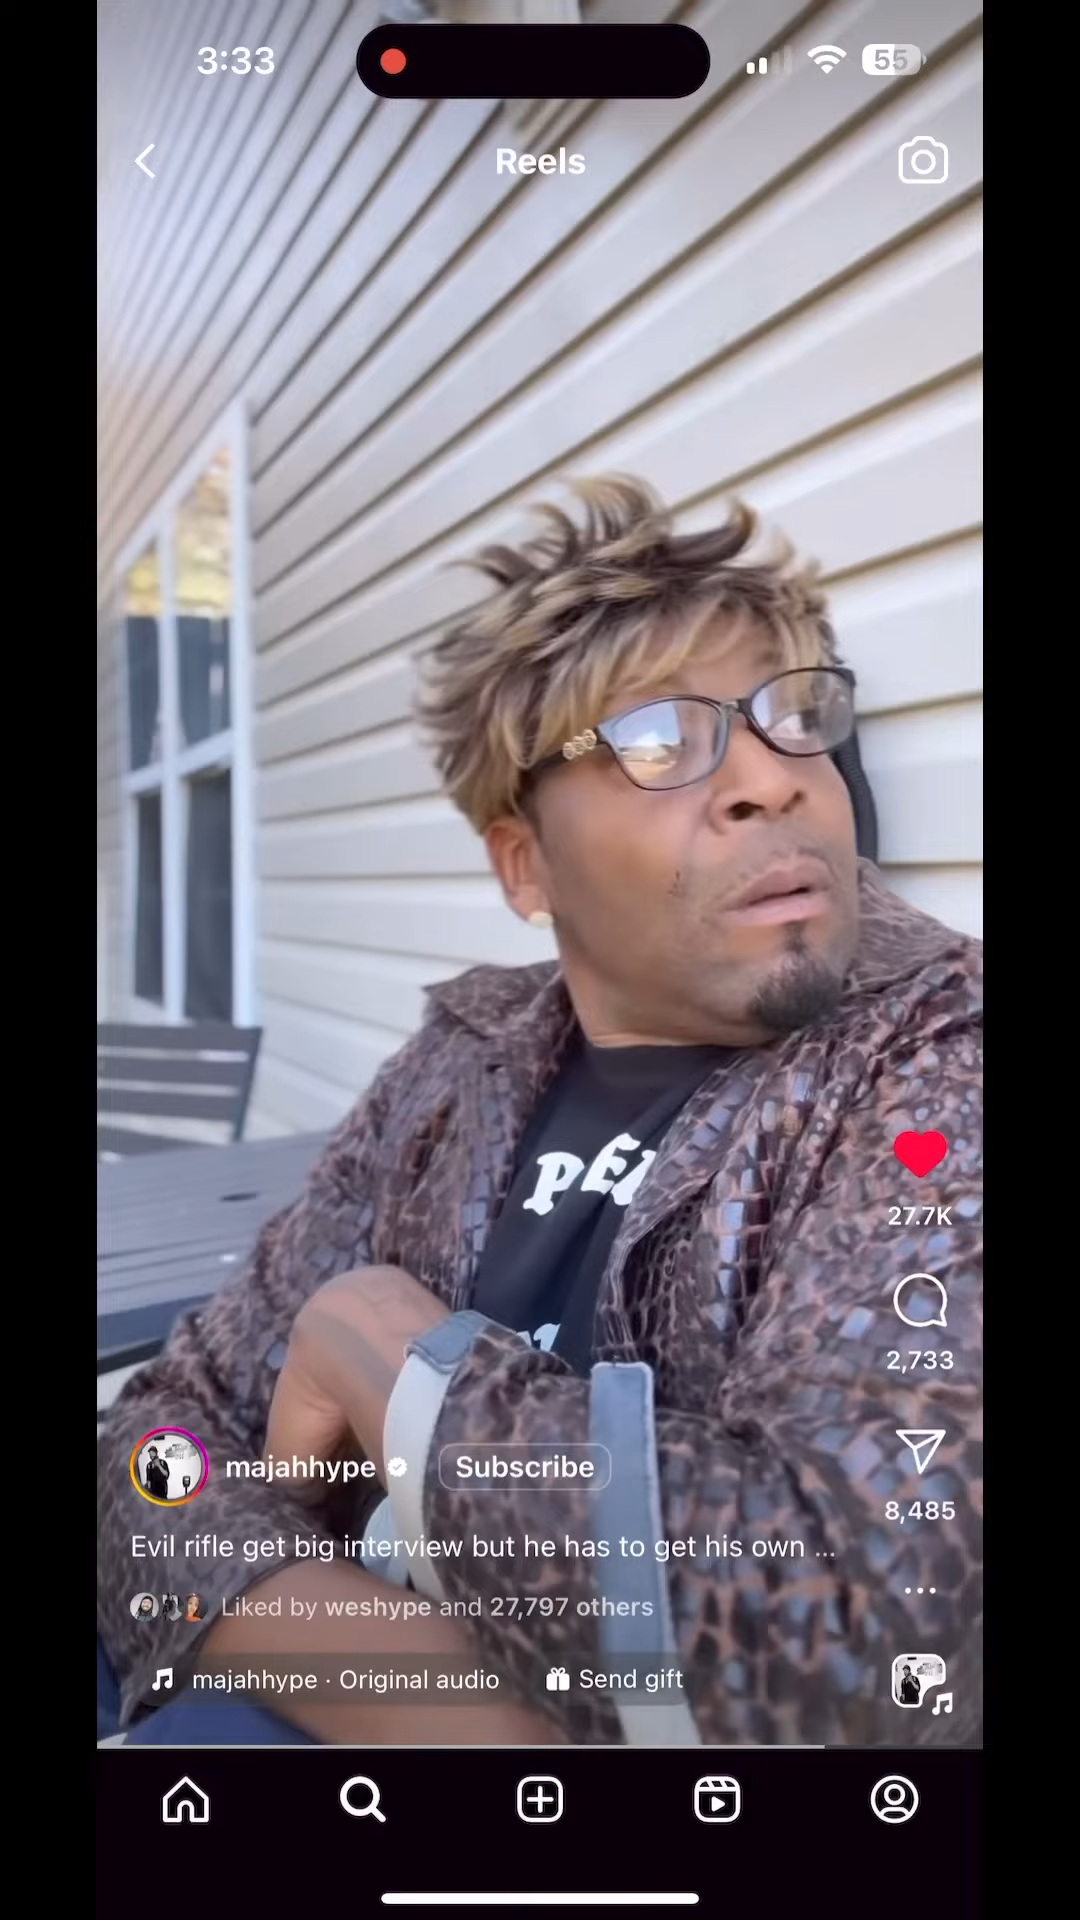 3:33
55
Reels
PEA
27.7K
2,733
8,485
majahhype
Subscribe
Evil rifle get big interview but he has to get his own ...
Liked by weshype and 27,797 others
majahhype · Original audio
Send gift